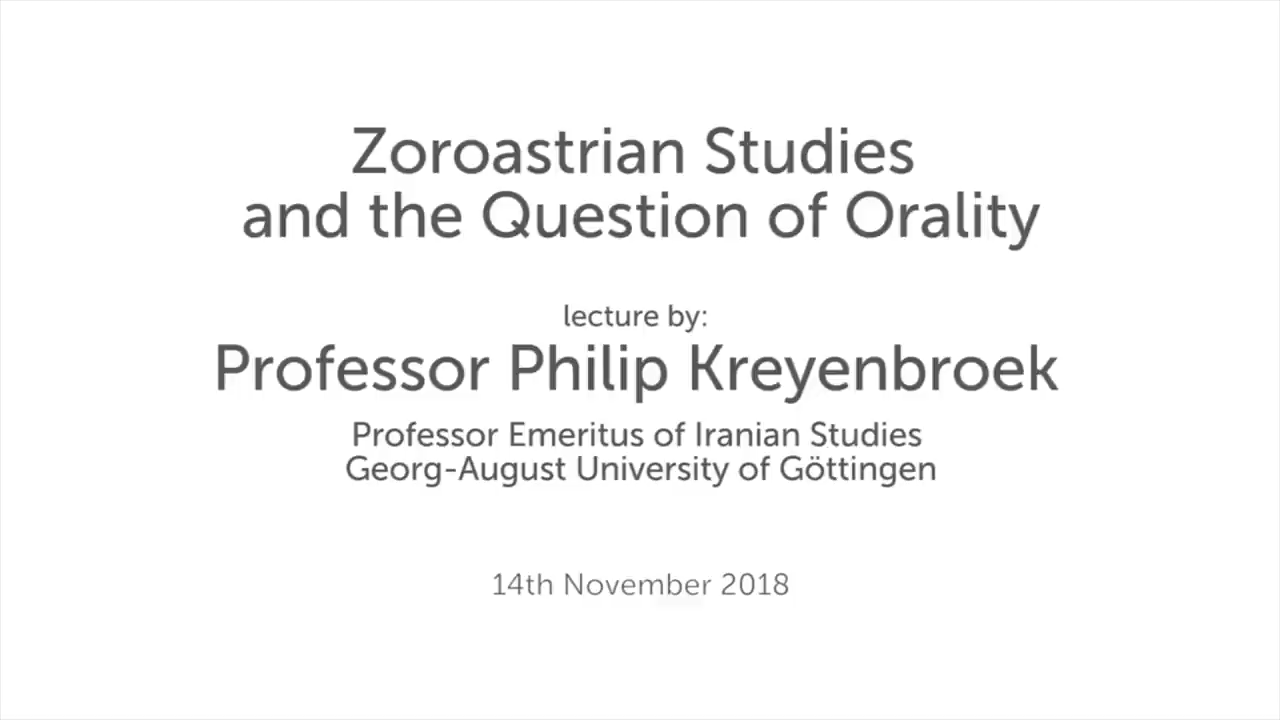 Zoroastrian Studies
and the Question of Orality
lecture by:
Professor Philip Kreyenbroek
Professor Emeritus of Iranian Studies
Georg-August University of Göttingen
14th November 2018